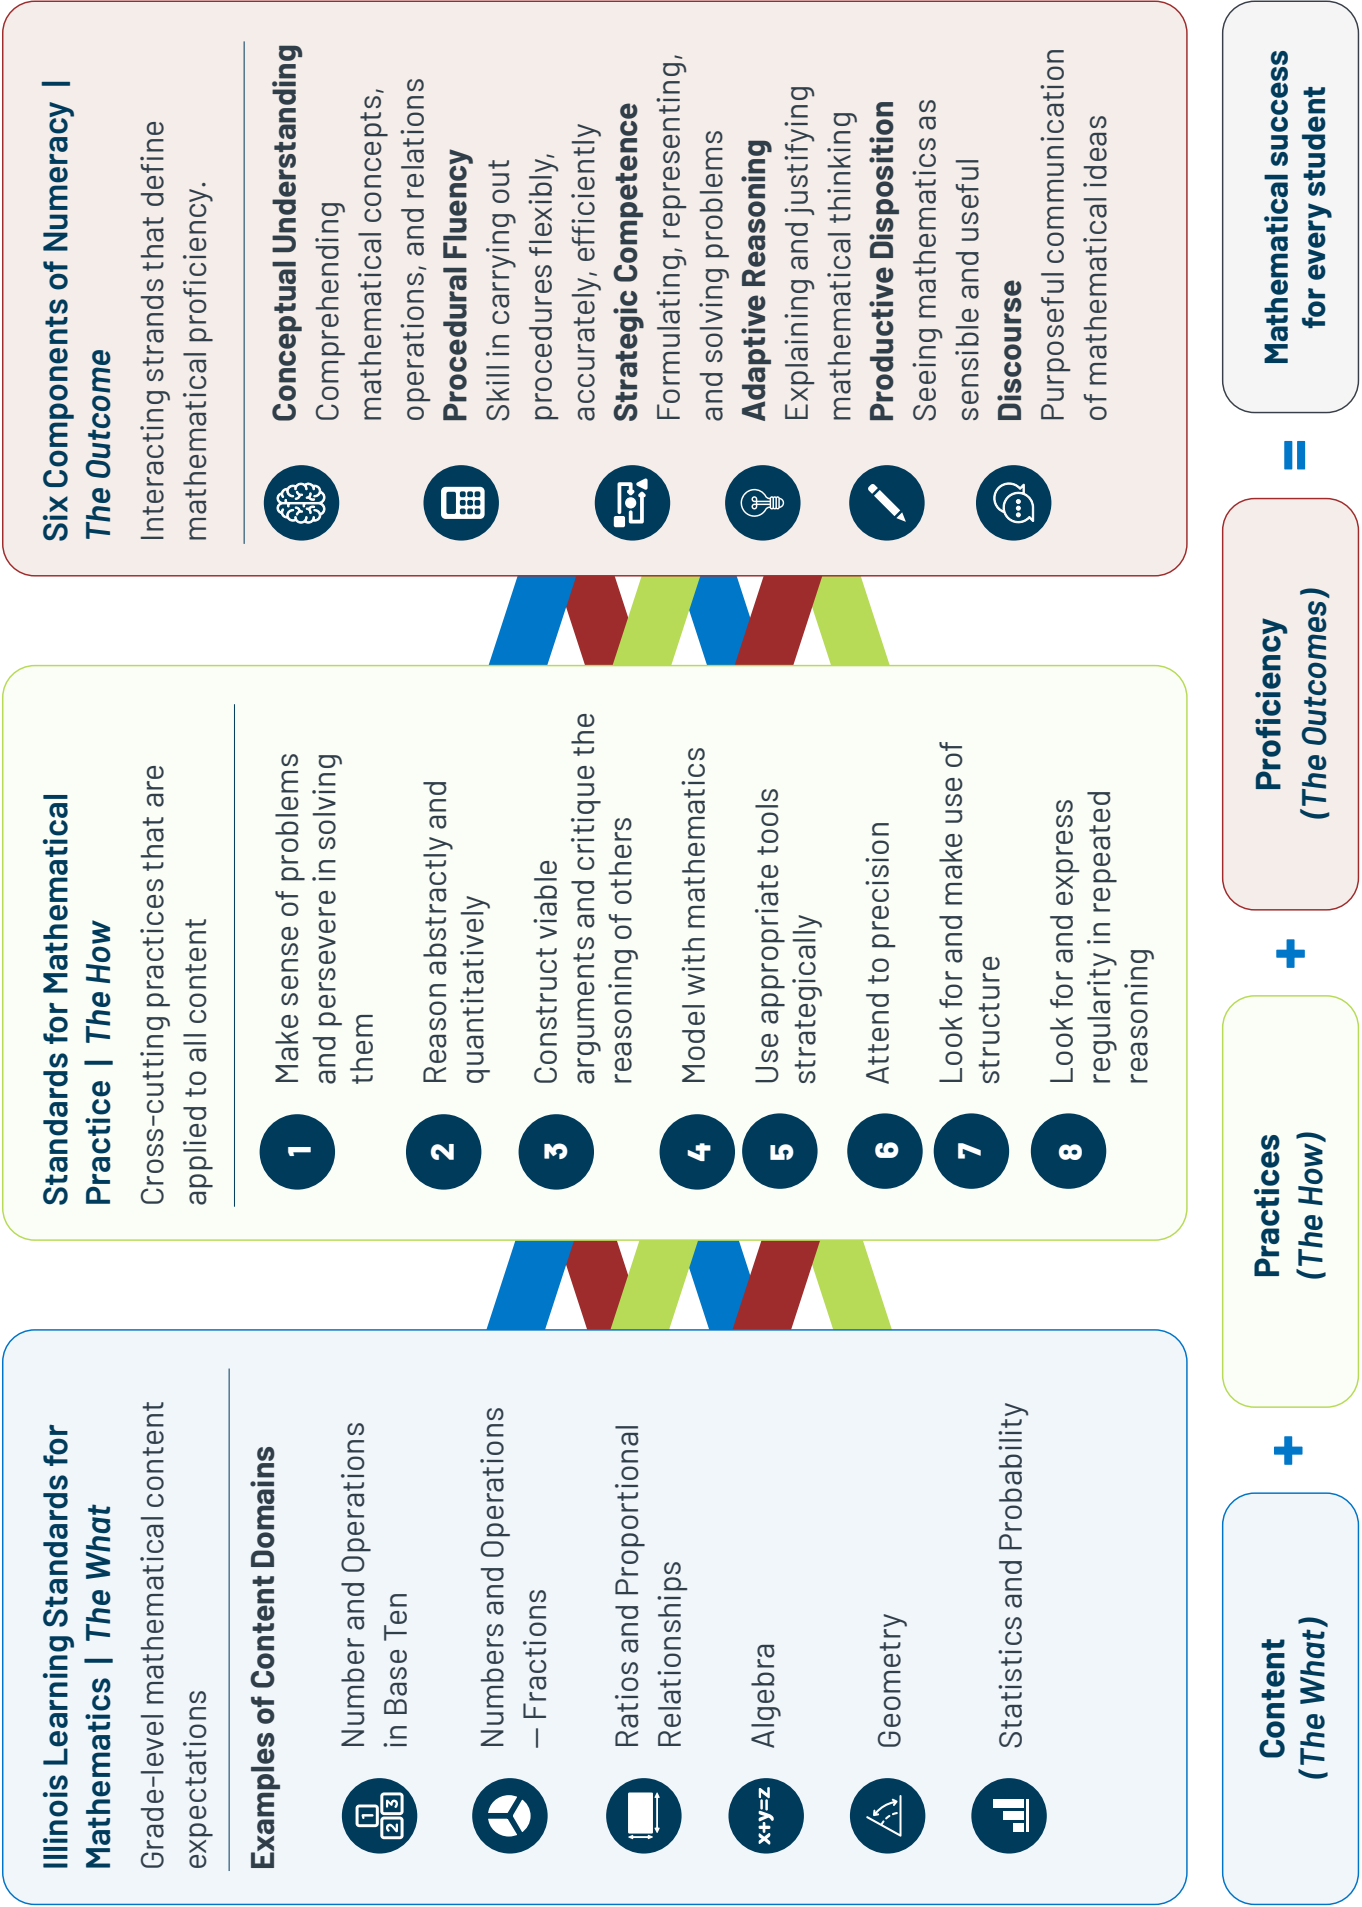 Illinois Learning Standards for
Mathematics | The What
Grade-level mathematical content
expectations
Examples of Content Domains
1
2 3
Number and Operations
in Base Ten
Numbers and Operations
– Fractions
Ratios and Proportional
Relationships
x+y=z
Algebra
Geometry
Statistics and Probability
Standards for Mathematical
Practice | The How
Cross-cutting practices that are
applied to all content
1
Make sense of problems
and persevere in solving
them
2
Reason abstractly and
quantitatively
3
Construct viable
arguments and critique the
reasoning of others
4
Model with mathematics
5
Use appropriate tools
strategically
6
Attend to precision
7
Look for and make use of
structure
8
Look for and express
regularity in repeated
reasoning
Six Components of Numeracy |
The Outcome
Interacting strands that define
mathematical proficiency.
Conceptual Understanding
Comprehending
mathematical concepts,
operations, and relations
Procedural Fluency
Skill in carrying out
procedures flexibly,
accurately, efficiently
Strategic Competence
Formulating, representing,
and solving problems
Adaptive Reasoning
Explaining and justifying
mathematical thinking
Productive Disposition
Seeing mathematics as
sensible and useful
Discourse
Purposeful communication
of mathematical ideas
Content
(The What)
+
Practices
(The How)
+
Proficiency
(The Outcomes)
=
Mathematical success
for every student